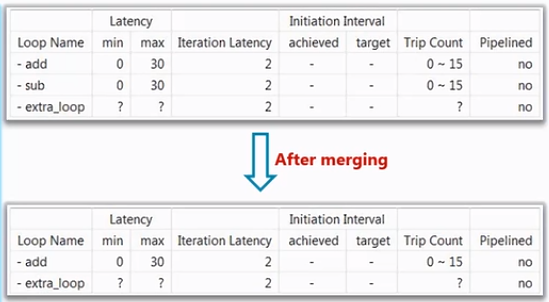 Latency Initiation Interval
Loop Name min max Iteration Latency achieved target Trip Count Pipelined
- add 0 30 2 - - 0 ~ 15 no
- sub 0 30 2 - - 0 ~ 15 no
- extra_loop ? ? 2 - - ? no
After merging
Latency Initiation Interval
Loop Name min max Iteration Latency achieved target Trip Count Pipelined
- add 0 30 2 - - 0 ~ 15 no
- extra_loop ? ? 2 - - ? no